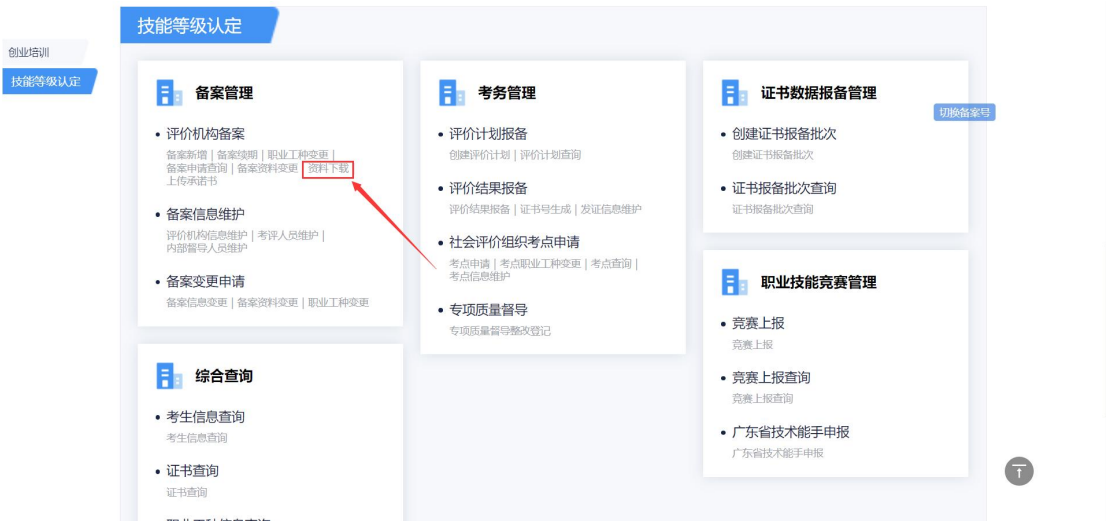 技能等级认定
创业培训
技能等级认定
备案管理
评价机构备案
备案新增 | 备案续期 | 职业工种变更 |
备案申请查询 | 备案资料变更 | 资料下载
上传承诺书
备案信息维护
评价机构信息维护 | 考评人员维护 |
内部督导人员维护
备案变更申请
备案信息变更 | 备案资料变更 | 职业工种变更
综合查询
考生信息查询
考生信息查询
证书查询
证书查询
考务管理
评价计划报备
创建评价计划 | 评价计划查询
评价结果报备
评价结果报备 | 证书号生成 | 发证信息维护
社会评价组织考点申请
考点申请 | 考点职业工种变更 | 考点查询 |
考点信息维护
专项质量督导
专项质量督导整改登记
证书数据报备管理
切换备案号
创建证书报备批次
创建证书报备批次
证书报备批次查询
证书报备批次查询
职业技能竞赛管理
竞赛上报
竞赛上报
竞赛上报查询
竞赛上报查询
广东省技术能手申报
广东省技术能手申报